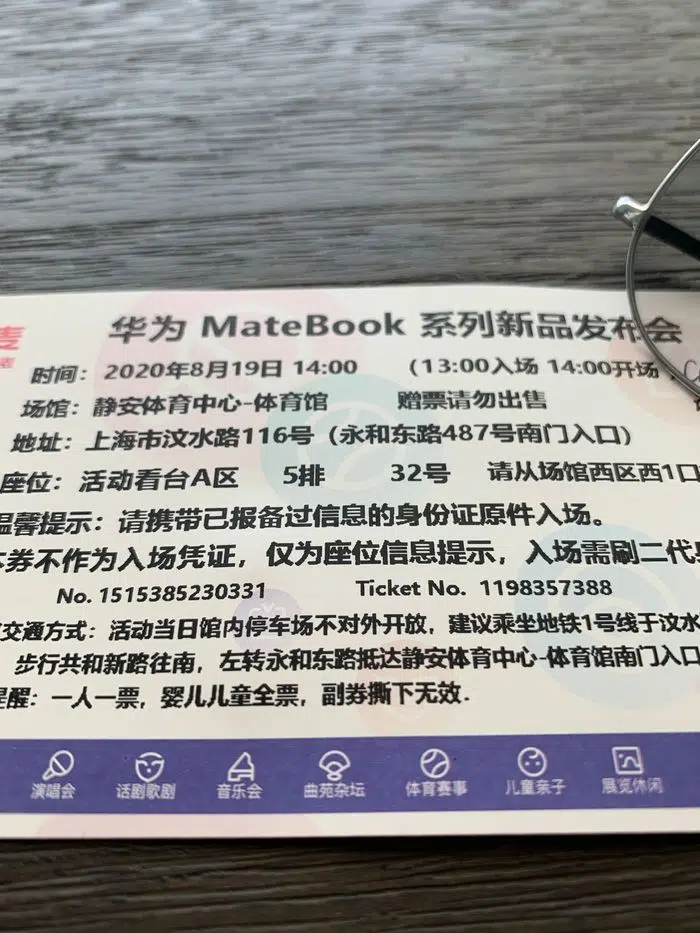 麦
华为 MateBook 系列新品发布会
时间：2020年8月19日 14:00 （13:00入场 14:00开场
场馆：静安体育中心-体育馆 赠票请勿出售
地址：上海市汶水路116号（永和东路487号南门入口）
座位：活动看台A区 5排 32号 请从场馆西区西1口
温馨提示：请携带已报备过信息的身份证原件入场。
券不作为入场凭证，仅为座位信息提示，入场需刷二代
No. 1515385230331 Ticket No. 1198357388
交通方式：活动当日馆内停车场不对外开放，建议乘坐地铁1号线于汶水
步行共和新路往南，左转永和东路抵达静安体育中心-体育馆南门入口
提醒：一人一票，婴儿儿童全票，副券撕下无效.
演唱会 话剧歌剧 音乐会 曲苑杂坛 体育赛事 儿童亲子 展览休闲